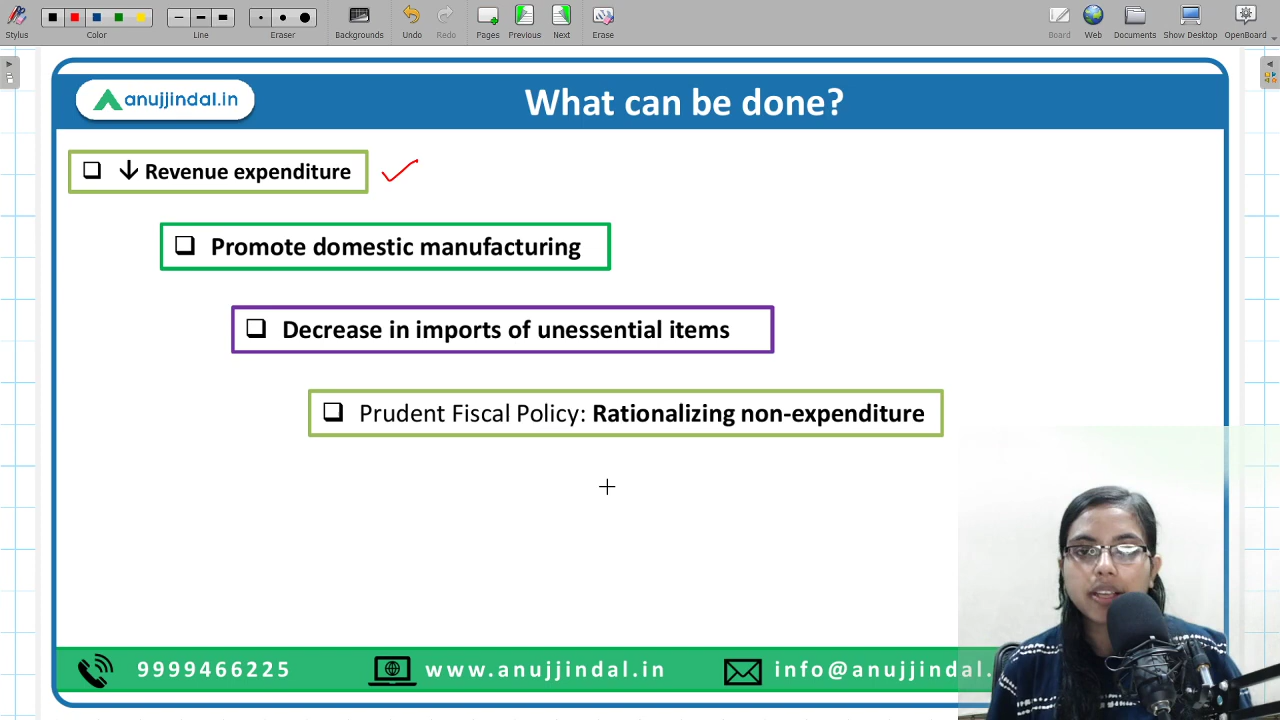 Stylus
Color
Line
Eraser
Backgrounds
Undo
Redo
Pages
Previous
Next
Erase
Board
Web
Documents
Show Desktop
OpenBoard
anujjindal.in
What can be done?
↓ Revenue expenditure
Promote domestic manufacturing
Decrease in imports of unessential items
Prudent Fiscal Policy: Rationalizing non-expenditure
9999466225
www.anujjindal.in
info@anujjindal.